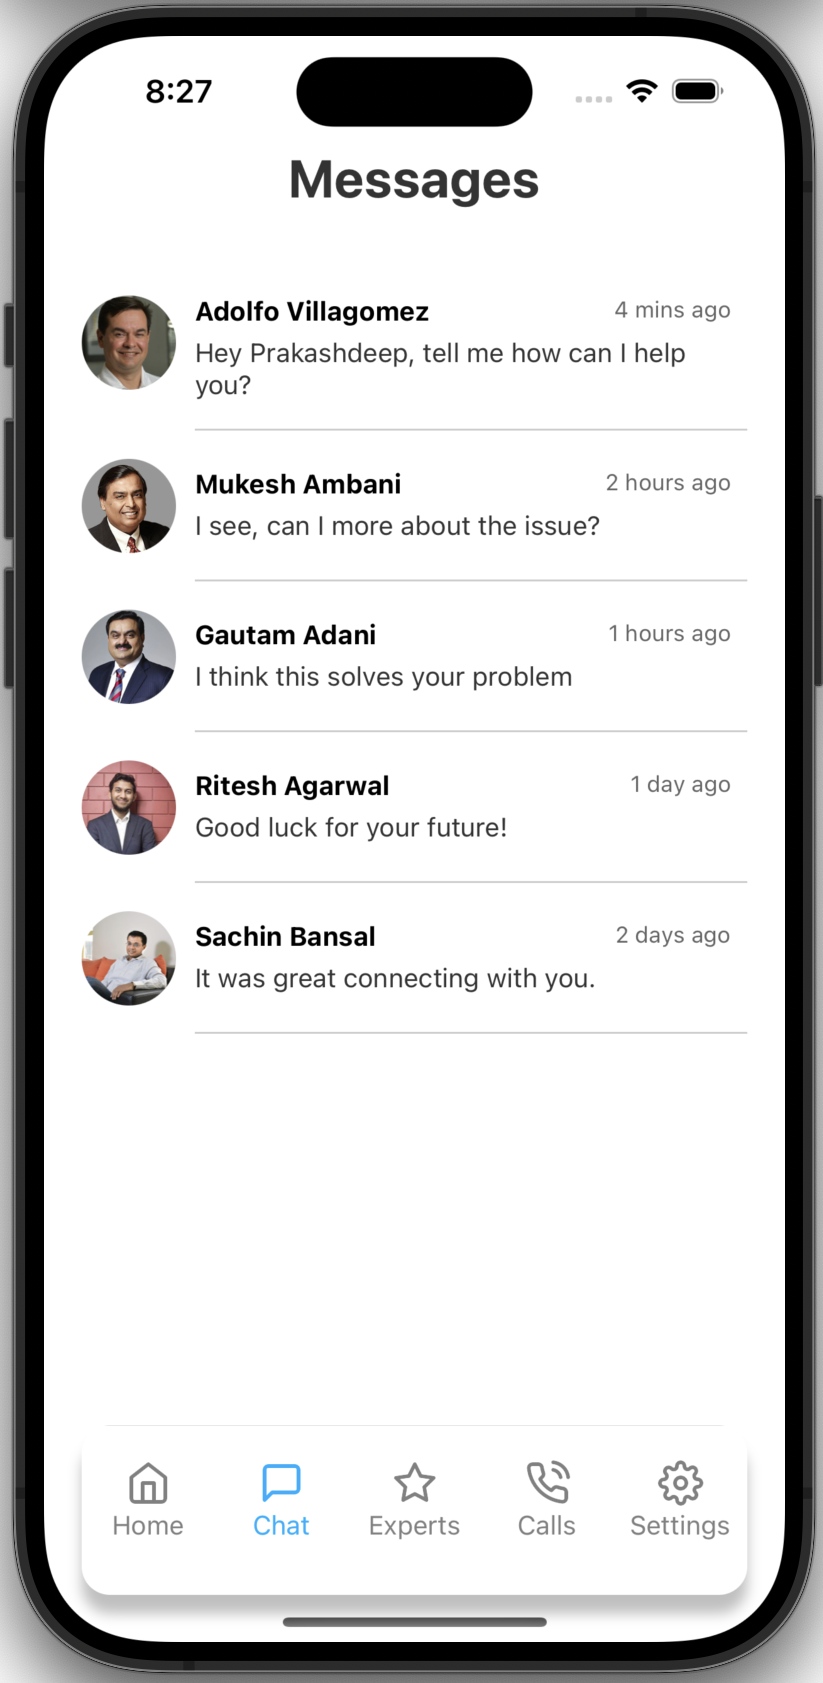 8:27
Messages
Adolfo Villagomez 4 mins ago
Hey Prakashdeep, tell me how can I help
you?
Mukesh Ambani 2 hours ago
I see, can I more about the issue?
Gautam Adani 1 hours ago
I think this solves your problem
Ritesh Agarwal 1 day ago
Good luck for your future!
Sachin Bansal 2 days ago
It was great connecting with you.
Home Chat Experts Calls Settings